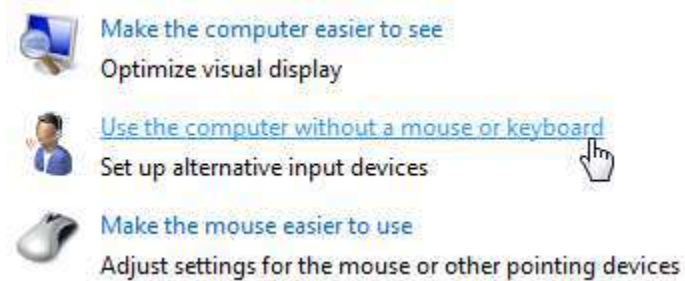 Make the computer easier to see
Optimize visual display
Use the computer without a mouse or keyboard
Set up alternative input devices
Make the mouse easier to use
Adjust settings for the mouse or other pointing devices